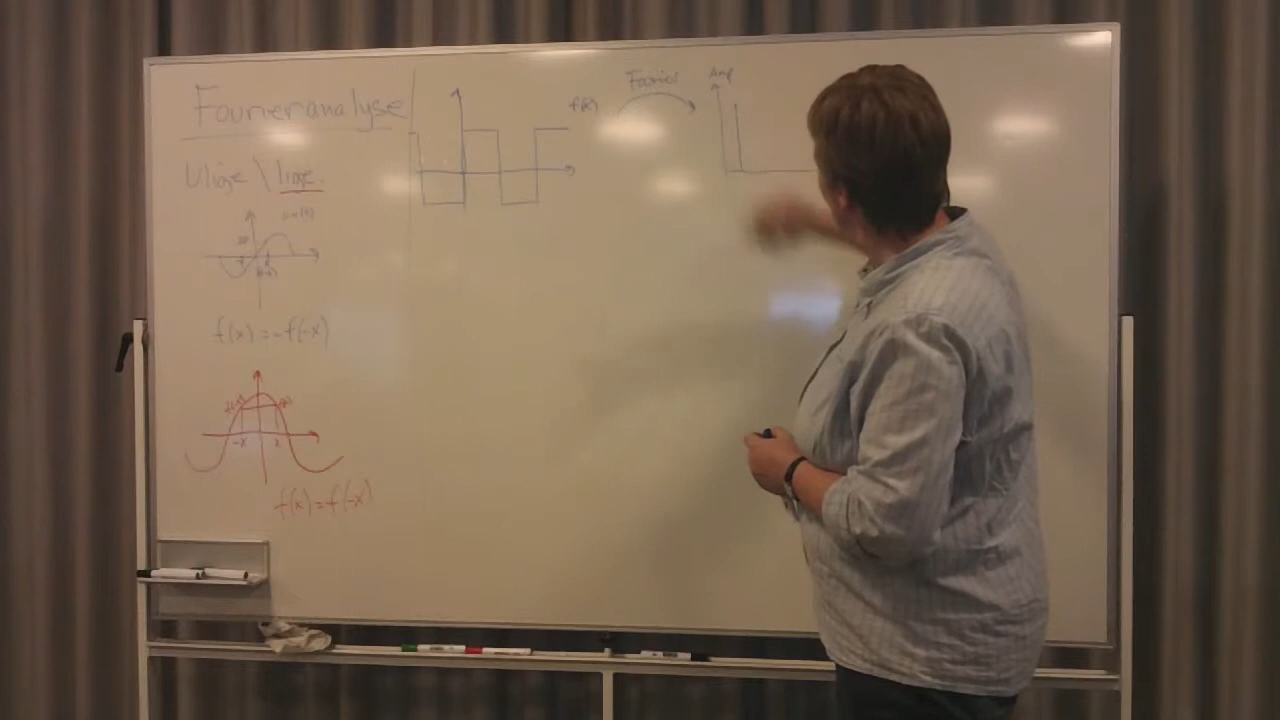 Fourieranalyse
Ulige \ lige.
f(x) = -f(-x)
-x x
f(x) = f(-x)
f(x)
Fourier
Amp